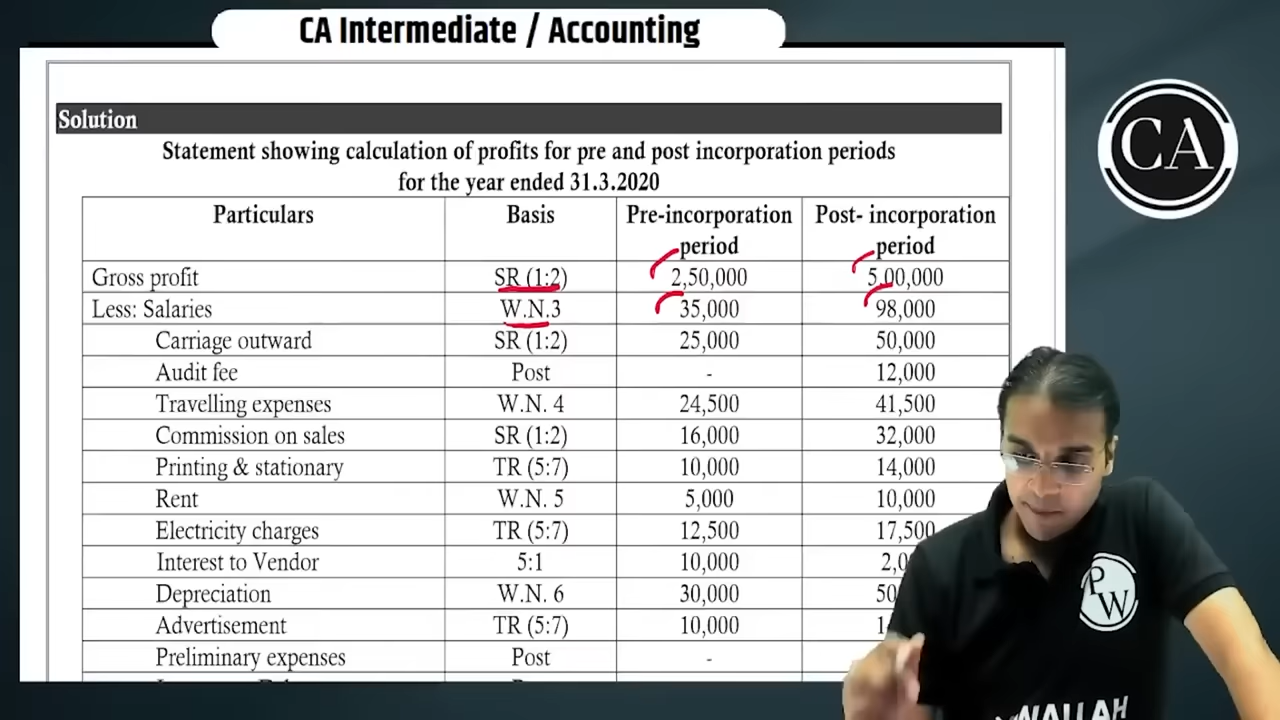 CA Intermediate / Accounting
CA
Solution
Statement showing calculation of profits for pre and post incorporation periods
for the year ended 31.3.2020
Particulars Basis Pre-incorporation period Post- incorporation period
Gross profit SR (1:2) 2,50,000 5,00,000
Less: Salaries W.N.3 35,000 98,000
Carriage outward SR (1:2) 25,000 50,000
Audit fee Post - 12,000
Travelling expenses W.N. 4 24,500 41,500
Commission on sales SR (1:2) 16,000 32,000
Printing & stationary TR (5:7) 10,000 14,000
Rent W.N. 5 5,000 10,000
Electricity charges TR (5:7) 12,500 17,500
Interest to Vendor 5:1 10,000
Depreciation W.N. 6 30,000
Advertisement TR (5:7) 10,000
Preliminary expenses Post -
PW